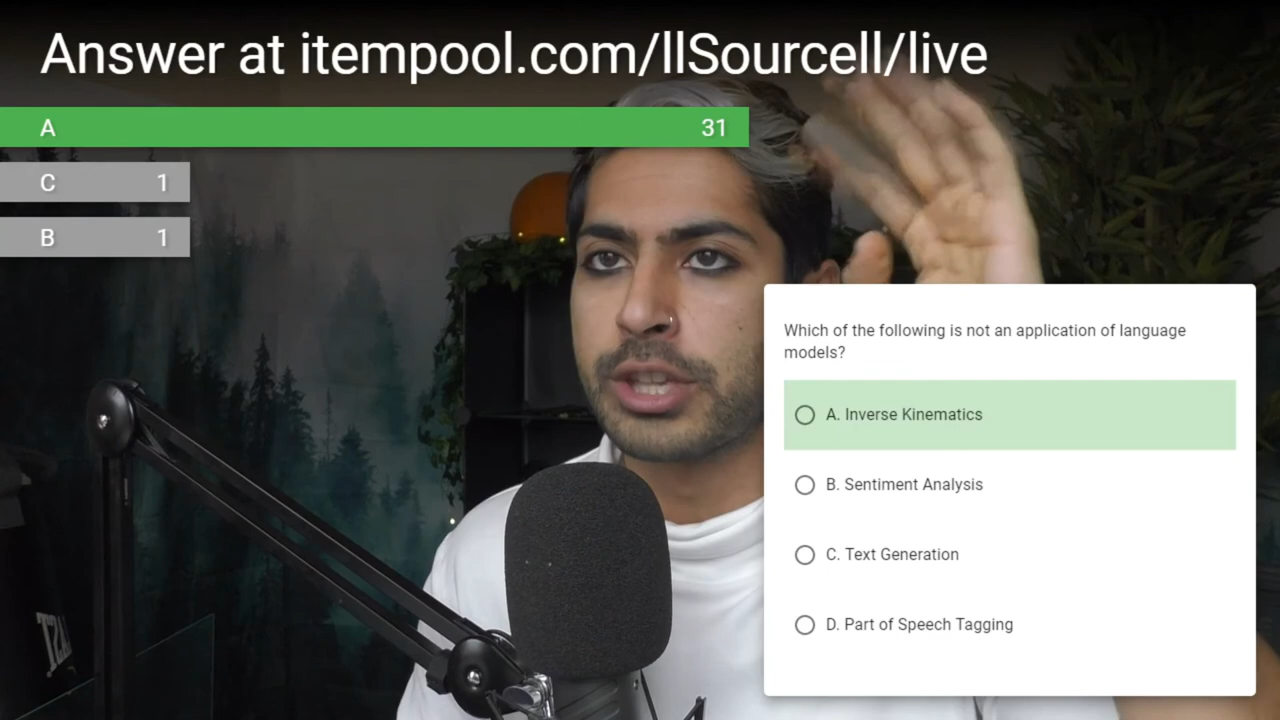 Answer at itempool.com/llSourcell/live
A 31
C 1
B 1
Which of the following is not an application of language
models?
A. Inverse Kinematics
B. Sentiment Analysis
C. Text Generation
D. Part of Speech Tagging